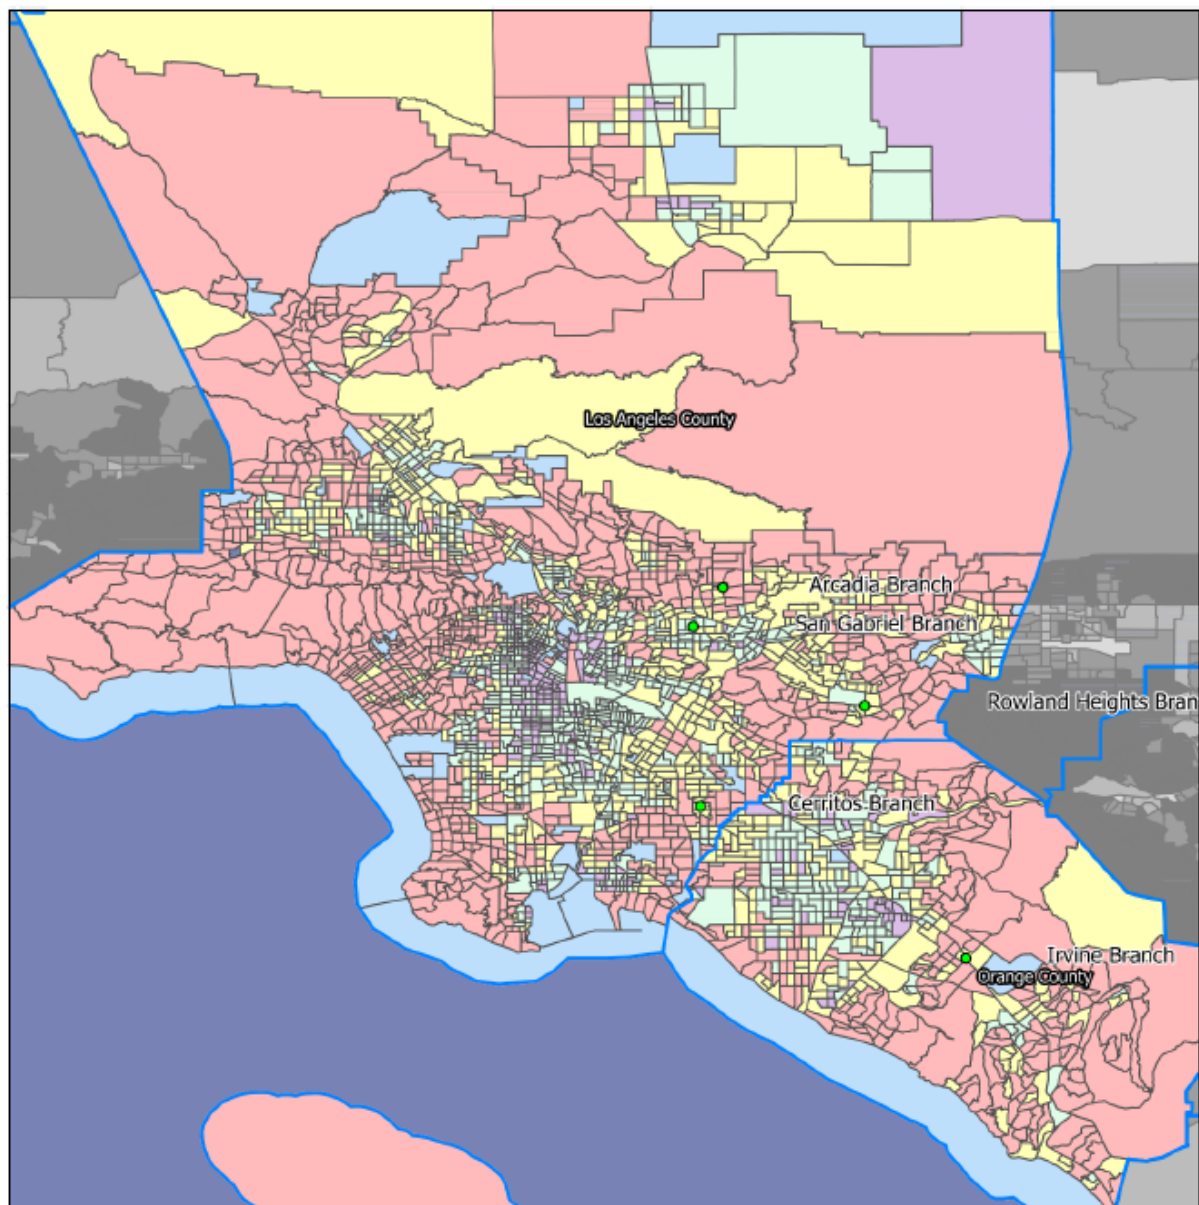 Los Angeles County
Arcadia Branch
San Gabriel Branch
Rowland Heights Bran
Cerritos Branch
Irvine Branch
Orange County